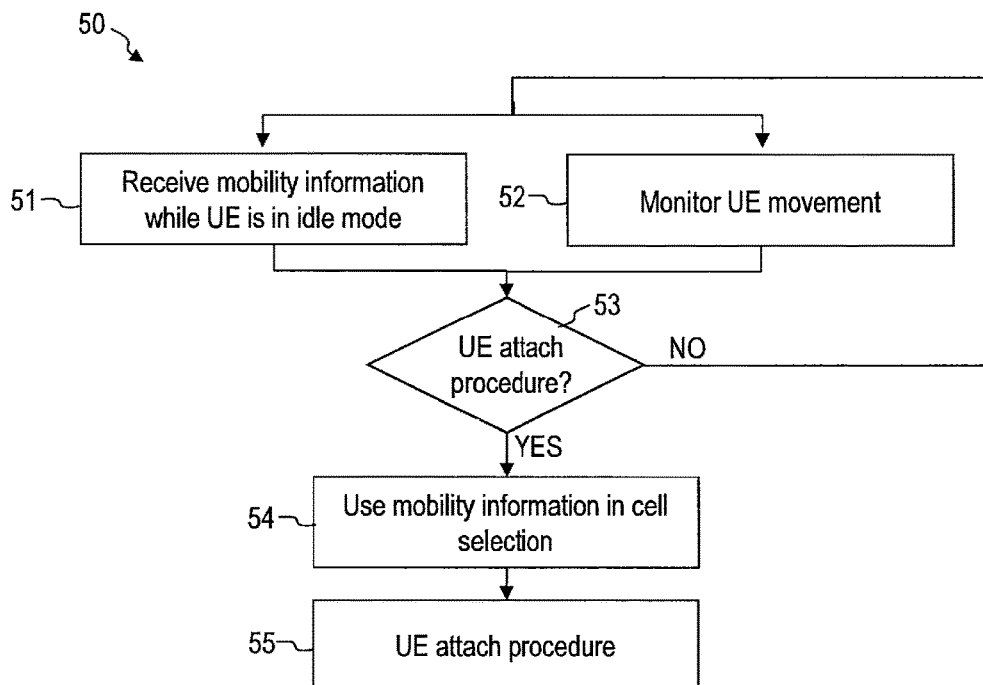 50
51
Receive mobility information
while UE is in idle mode
52
Monitor UE movement
53
UE attach
procedure?
NO
YES
54
Use mobility information in cell
selection
55
UE attach procedure